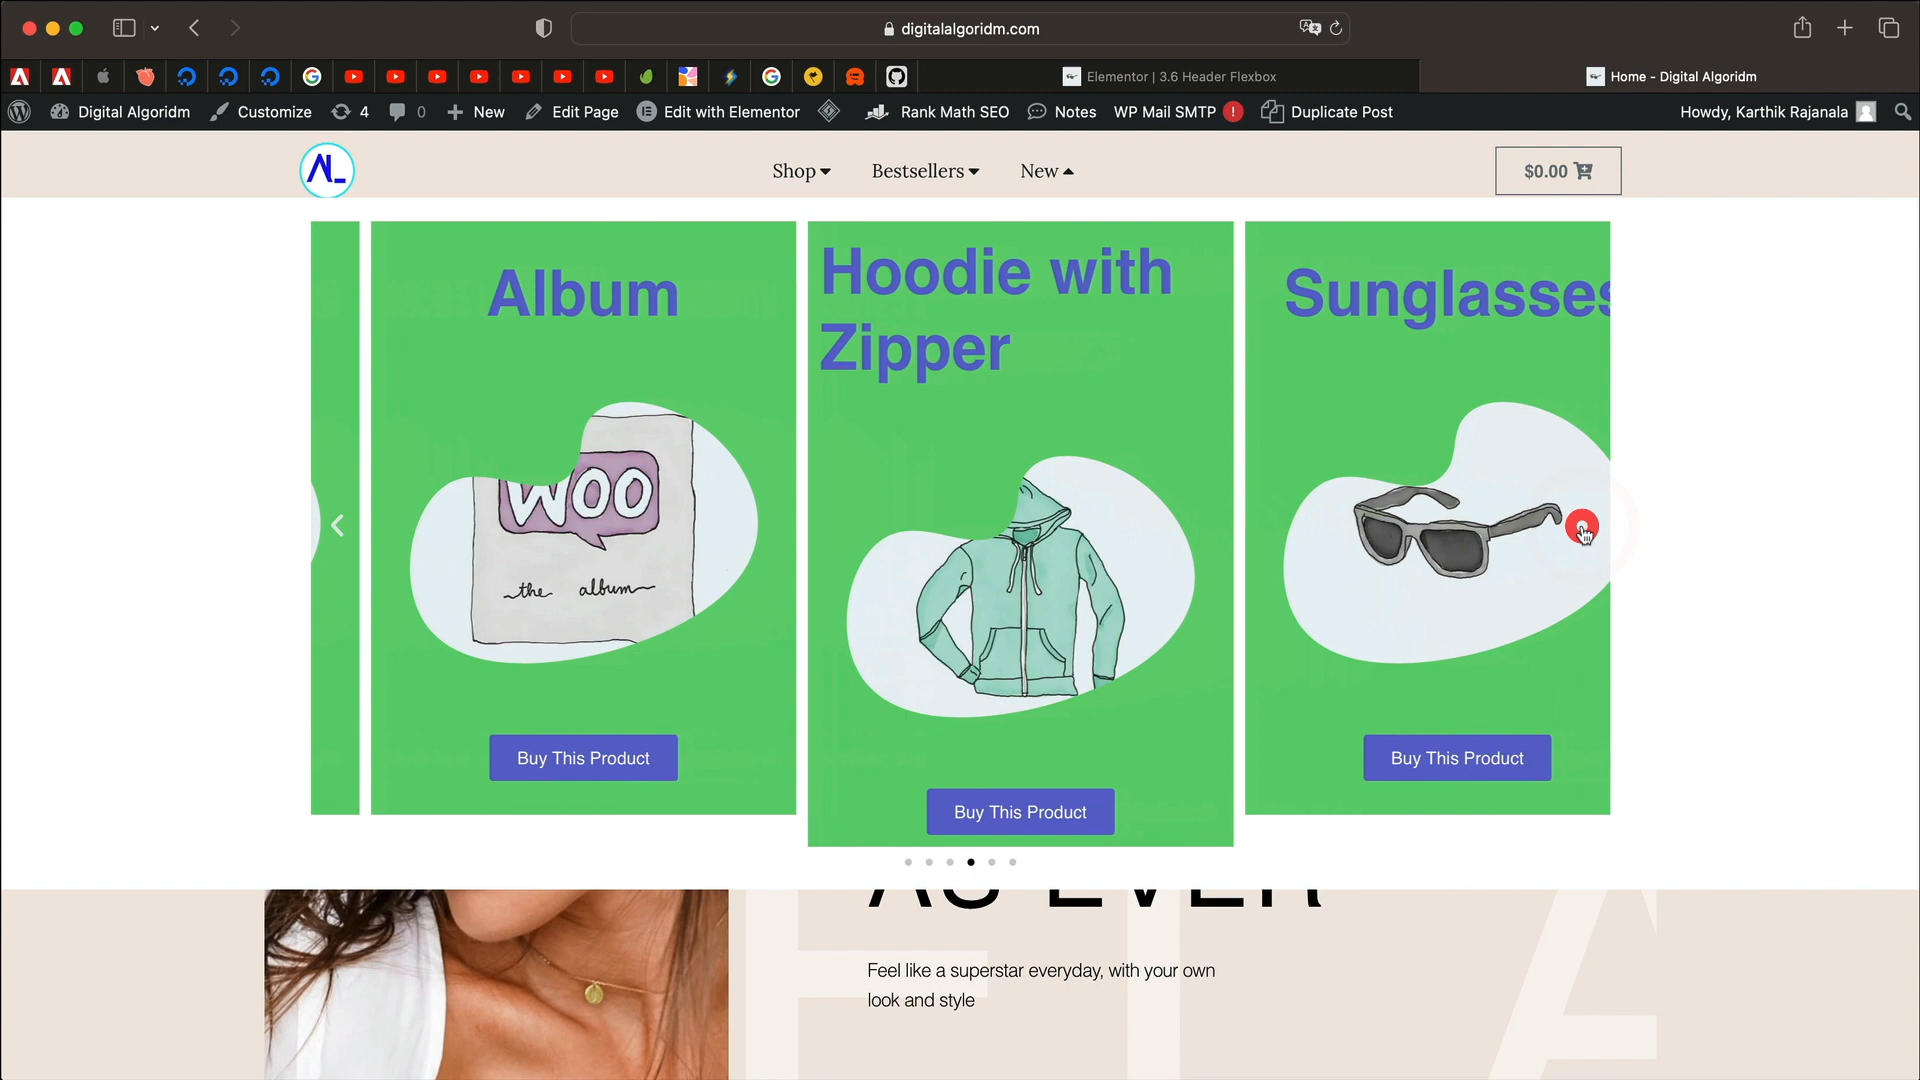 digitalalgoridm.com
Elementor | 3.6 Header Flexbox
Home - Digital Algoridm
Digital Algoridm
Customize
4
0
New
Edit Page
Edit with Elementor
Rank Math SEO
Notes
WP Mail SMTP
!
Duplicate Post
Howdy, Karthik Rajanala
AL_
Shop
Bestsellers
New
$0.00
Album
Hoodie with
Zipper
Sunglasses
WOO
the album
Buy This Product
Buy This Product
Buy This Product
AS EVER
Feel like a superstar everyday, with your own
look and style